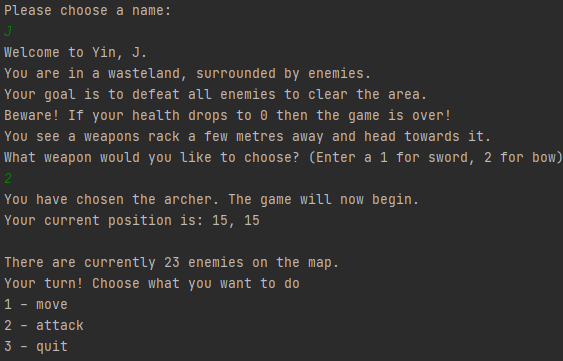 Please choose a name:
J
Welcome to Yin, J.
You are in a wasteland, surrounded by enemies.
Your goal is to defeat all enemies to clear the area.
Beware! If your health drops to 0 then the game is over!
You see a weapons rack a few metres away and head towards it.
What weapon would you like to choose? (Enter a 1 for sword, 2 for bow)
2
You have chosen the archer. The game will now begin.
Your current position is: 15, 15
There are currently 23 enemies on the map.
Your turn! Choose what you want to do
1 - move
2 - attack
3 - quit